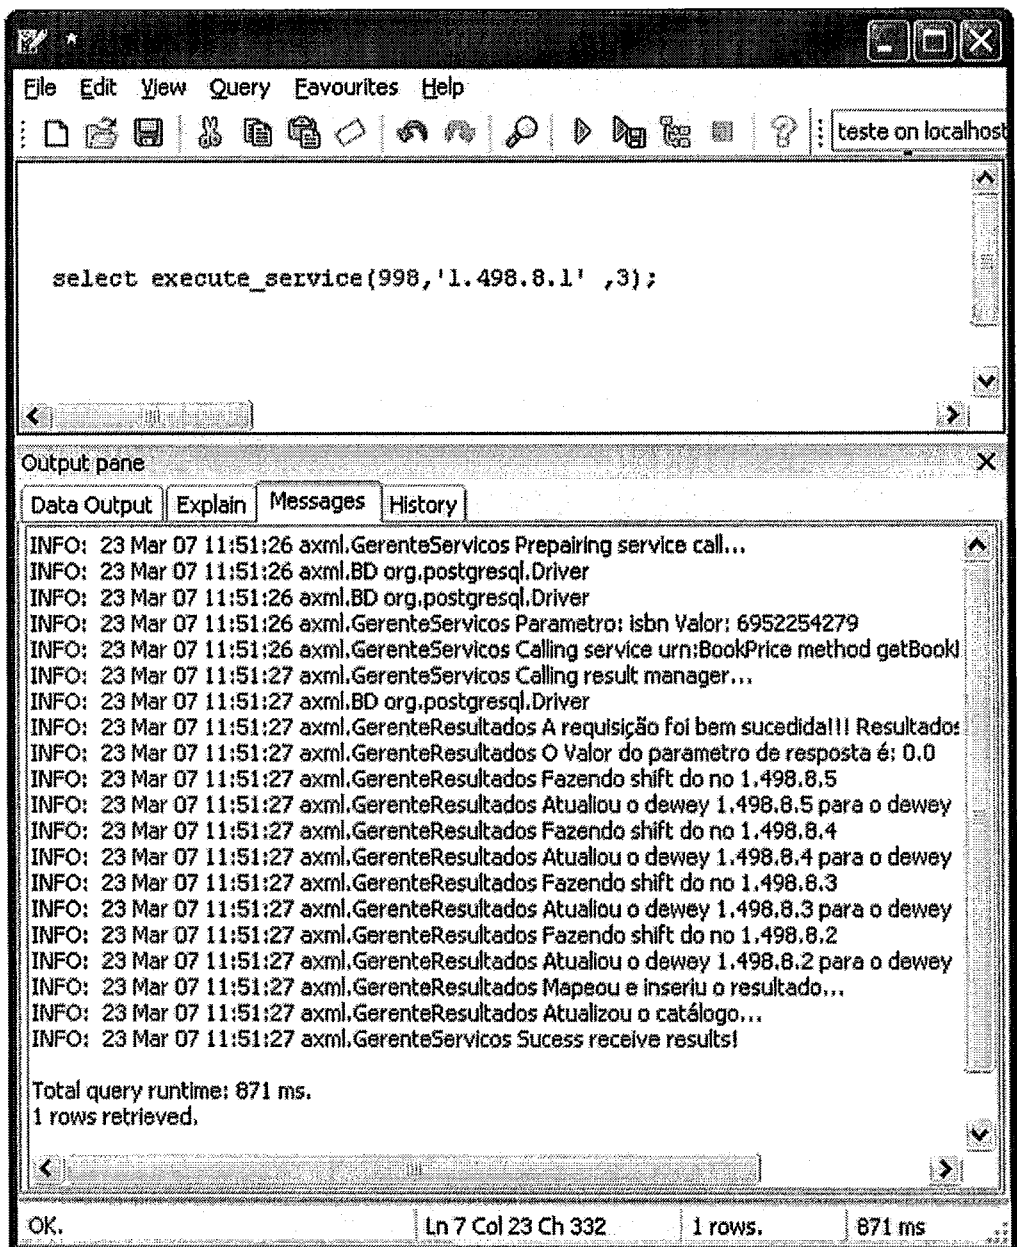 *
File Edit View Query Favourites Help
teste on localhost
select execute_service(998,'1.498.8.1' ,3);
Output pane
Data Output Explain Messages History
INFO: 23 Mar 07 11:51:26 axml.GerenteServicos Prepairing service call...
INFO: 23 Mar 07 11:51:26 axml.BD org.postgresql.Driver
INFO: 23 Mar 07 11:51:26 axml.BD org.postgresql.Driver
INFO: 23 Mar 07 11:51:26 axml.GerenteServicos Parametro: isbn Valor: 6952254279
INFO: 23 Mar 07 11:51:26 axml.GerenteServicos Calling service urn:BookPrice method getBook
INFO: 23 Mar 07 11:51:27 axml.GerenteServicos Calling result manager...
INFO: 23 Mar 07 11:51:27 axml.BD org.postgresql.Driver
INFO: 23 Mar 07 11:51:27 axml.GerenteResultados A requisição foi bem sucedida!!! Resultados
INFO: 23 Mar 07 11:51:27 axml.GerenteResultados O Valor do parametro de resposta é: 0.0
INFO: 23 Mar 07 11:51:27 axml.GerenteResultados Fazendo shift do no 1.498.8.5
INFO: 23 Mar 07 11:51:27 axml.GerenteResultados Atualiou o dewey 1.498.8.5 para o dewey
INFO: 23 Mar 07 11:51:27 axml.GerenteResultados Fazendo shift do no 1.498.8.4
INFO: 23 Mar 07 11:51:27 axml.GerenteResultados Atualiou o dewey 1.498.8.4 para o dewey
INFO: 23 Mar 07 11:51:27 axml.GerenteResultados Fazendo shift do no 1.498.8.3
INFO: 23 Mar 07 11:51:27 axml.GerenteResultados Atualiou o dewey 1.498.8.3 para o dewey
INFO: 23 Mar 07 11:51:27 axml.GerenteResultados Fazendo shift do no 1.498.8.2
INFO: 23 Mar 07 11:51:27 axml.GerenteResultados Atualiou o dewey 1.498.8.2 para o dewey
INFO: 23 Mar 07 11:51:27 axml.GerenteResultados Mapeou e inseriu o resultado...
INFO: 23 Mar 07 11:51:27 axml.GerenteResultados Atualizou o catálogo...
INFO: 23 Mar 07 11:51:27 axml.GerenteServicos Sucess receive results!
Total query runtime: 871 ms.
1 rows retrieved.
OK. Ln 7 Col 23 Ch 332 1 rows. 871 ms